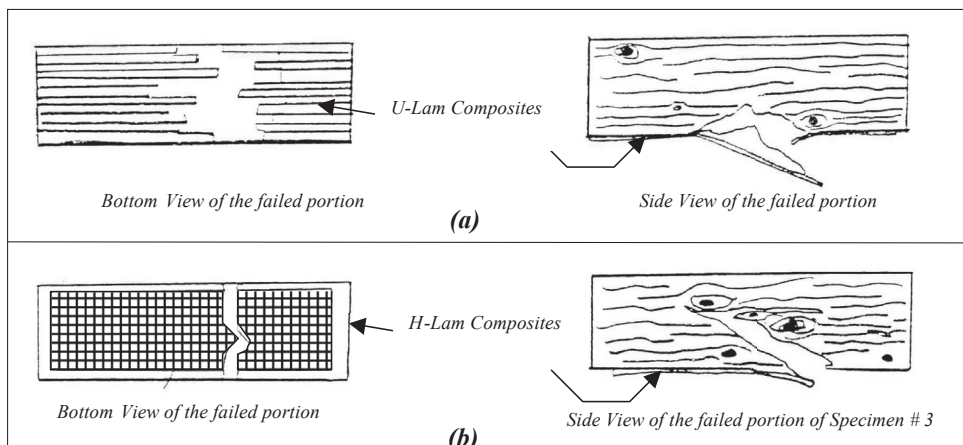 U-Lam Composites
Bottom View of the failed portion
Side View of the failed portion
(a)
H-Lam Composites
Bottom View of the failed portion
Side View of the failed portion of Specimen # 3
(b)